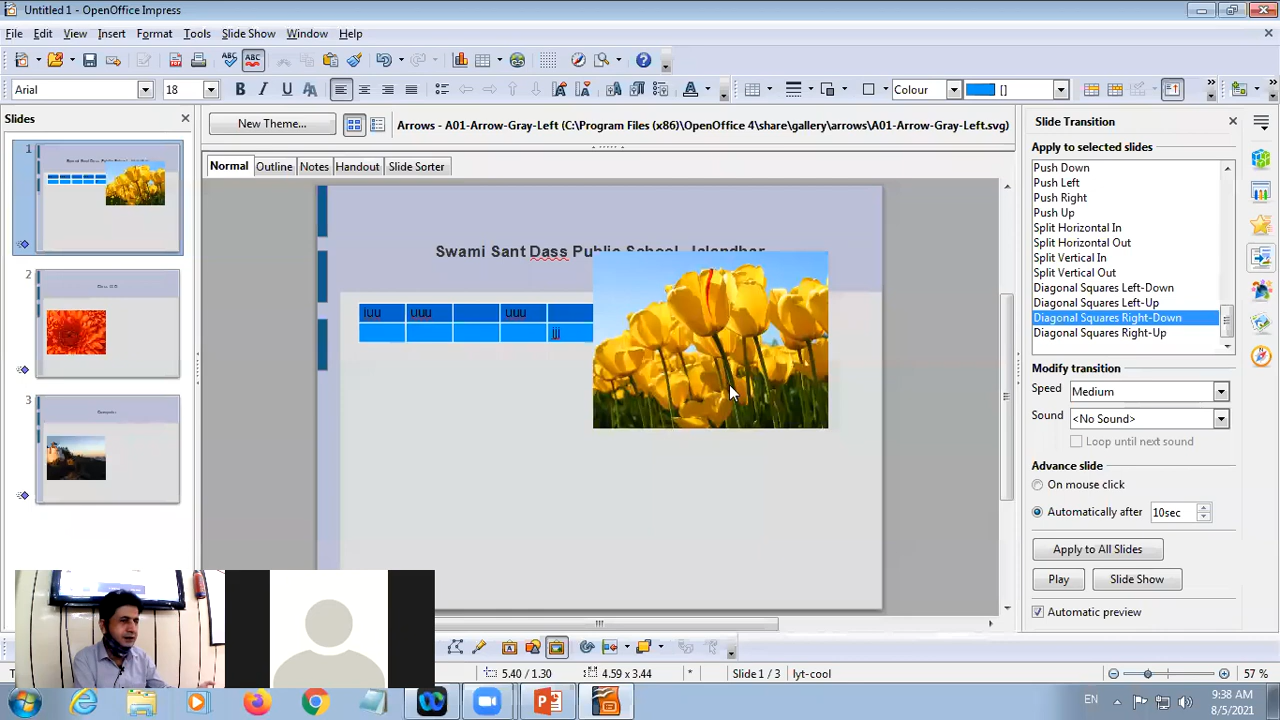 Untitled 1 - OpenOffice Impress
File Edit View Insert Format Tools Slide Show Window Help
Arial 18 Colour []
Slides
New Theme... Arrows - A01-Arrow-Gray-Left (C:\Program Files (x86)\OpenOffice 4\share\gallery\arrows\A01-Arrow-Gray-Left.svg)
Normal Outline Notes Handout Slide Sorter
1
2
3
Swami Sant Dass Public School, Jalandhar
iuu uuu uuu
jjj
Slide Transition
Apply to selected slides
Push Down
Push Left
Push Right
Push Up
Split Horizontal In
Split Horizontal Out
Split Vertical In
Split Vertical Out
Diagonal Squares Left-Down
Diagonal Squares Left-Up
Diagonal Squares Right-Down
Diagonal Squares Right-Up
Modify transition
Speed Medium
Sound <No Sound>
Loop until next sound
Advance slide
On mouse click
Automatically after 10sec
Apply to All Slides
Play Slide Show
Automatic preview
5.40 / 1.30 4.59 x 3.44 * Slide 1 / 3 lyt-cool 57 %
EN 9:38 AM
8/5/2021